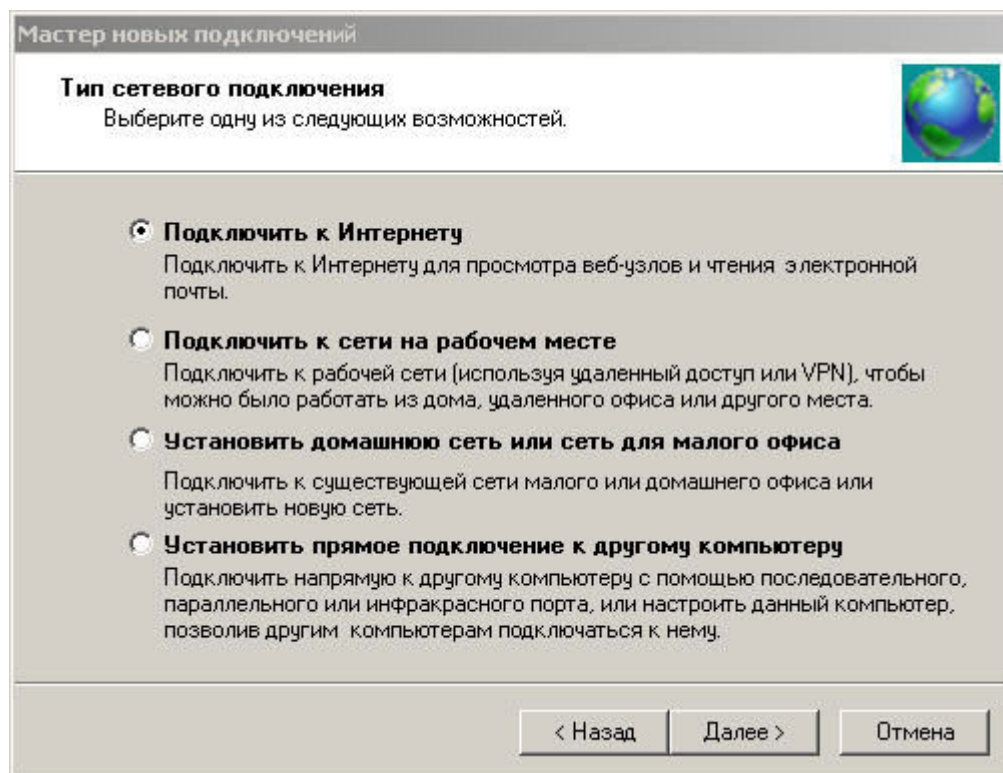 Мастер новых подключений
Тип сетевого подключения
Выберите одну из следующих возможностей.
Подключить к Интернету
Подключить к Интернету для просмотра веб-узлов и чтения электронной
почты.
Подключить к сети на рабочем месте
Подключить к рабочей сети (используя удаленный доступ или VPN), чтобы
можно было работать из дома, удаленного офиса или другого места.
Установить домашнюю сеть или сеть для малого офиса
Подключить к существующей сети малого или домашнего офиса или
установить новую сеть.
Установить прямое подключение к другому компьютеру
Подключить напрямую к другому компьютеру с помощью последовательного,
параллельного или инфракрасного порта, или настроить данный компьютер,
позволив другим компьютерам подключаться к нему.
< Назад Далее > Отмена